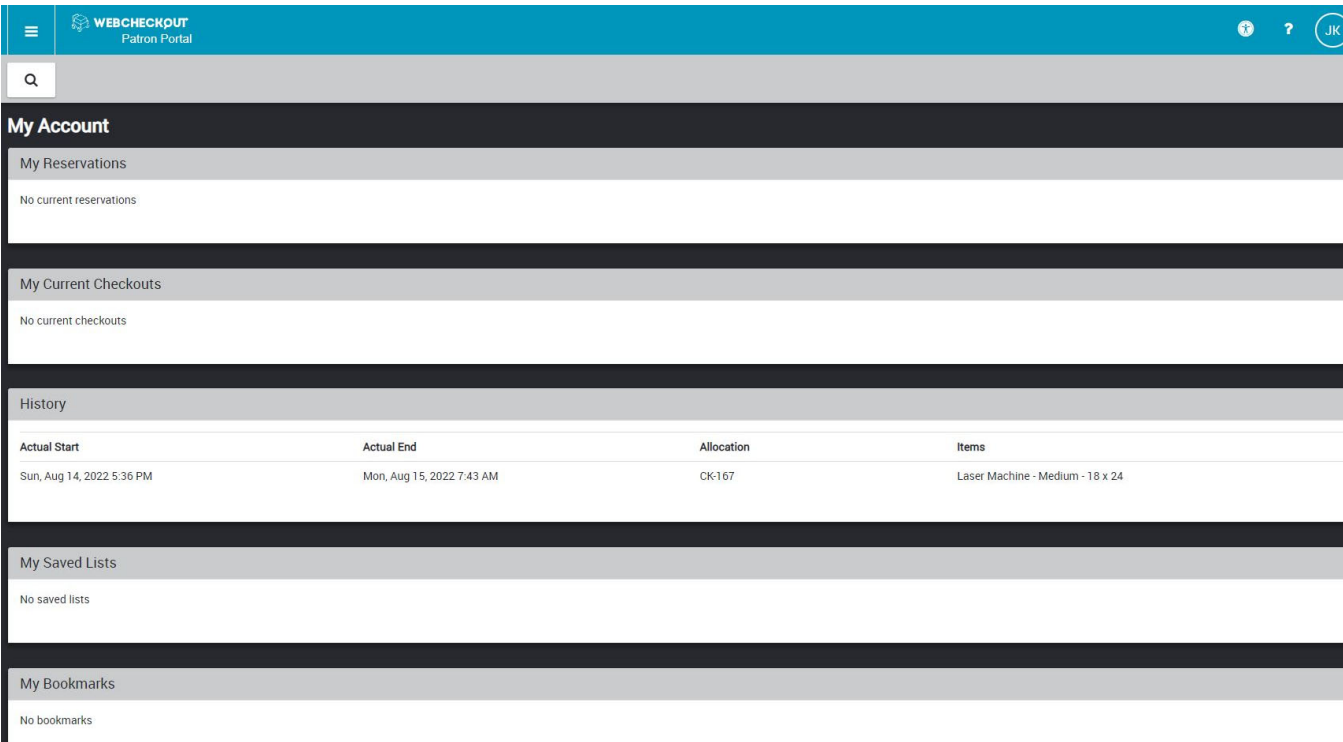 WEBCHECKOUT
Patron Portal
? JK
My Account
My Reservations
No current reservations
My Current Checkouts
No current checkouts
History
Actual Start Actual End Allocation Items
Sun, Aug 14, 2022 5:36 PM Mon, Aug 15, 2022 7:43 AM CK-167 Laser Machine - Medium - 18 x 24
My Saved Lists
No saved lists
My Bookmarks
No bookmarks